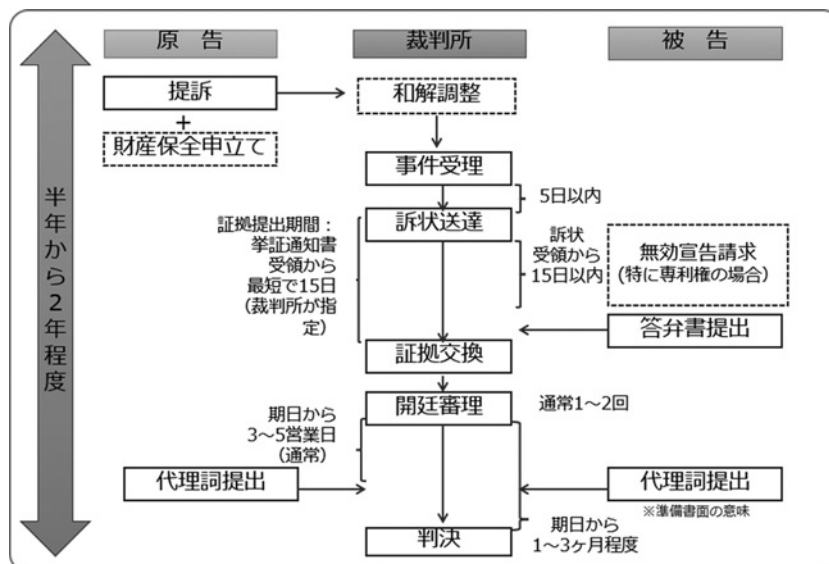 原　告
裁判所
被　告
提訴
+
財産保全申立て
和解調整
事件受理
5日以内
訴状送達
証拠提出期間：
挙証通知書
受領から
最短で15日
（裁判所が指
定）
訴状
受領から
15日以内
無効宣告請求
(特に専利権の場合)
答弁書提出
証拠交換
開廷審理
通常1～2回
期日から
3～5営業日
（通常）
代理詞提出
代理詞提出
※準備書面の意味
判決
期日から
1～3ヶ月程度
半年から2年程度